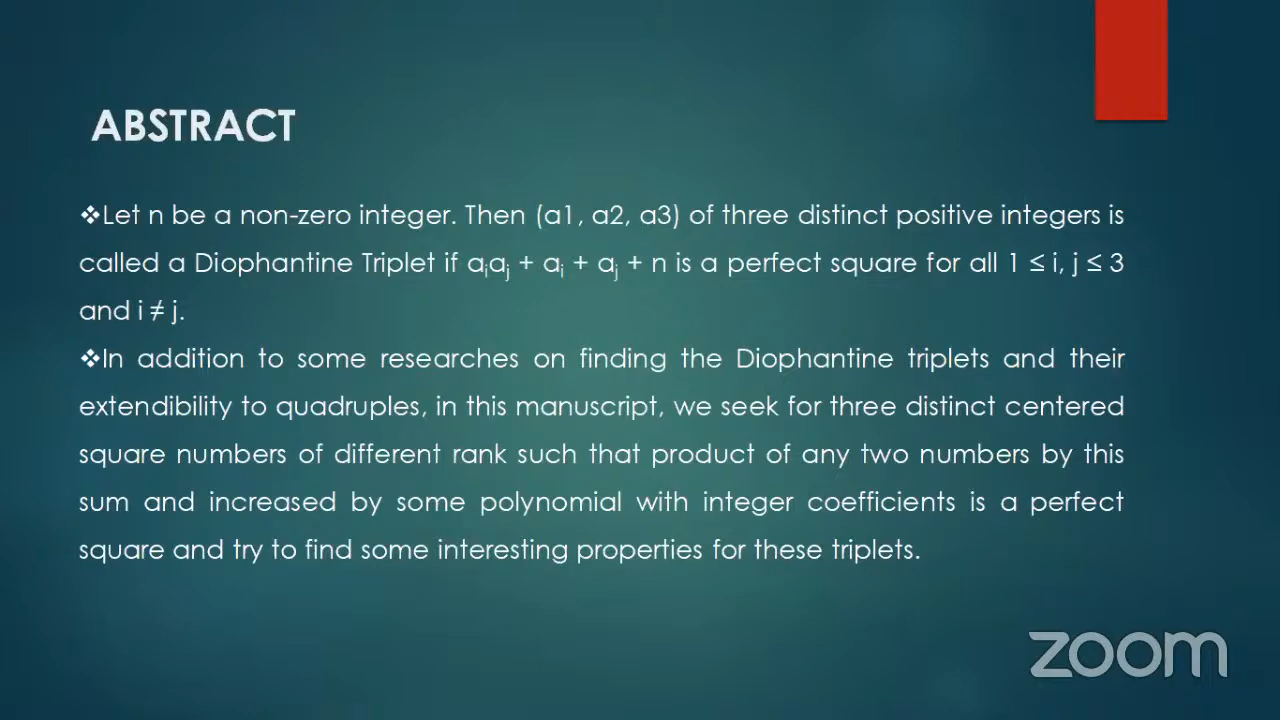 ABSTRACT
❖Let n be a non-zero integer. Then (a1, a2, a3) of three distinct positive integers is
called a Diophantine Triplet if aᵢaⱼ + aᵢ + aⱼ + n is a perfect square for all 1 ≤ i, j ≤ 3
and i ≠ j.
❖In addition to some researches on finding the Diophantine triplets and their
extendibility to quadruples, in this manuscript, we seek for three distinct centered
square numbers of different rank such that product of any two numbers by this
sum and increased by some polynomial with integer coefficients is a perfect
square and try to find some interesting properties for these triplets.
zoom